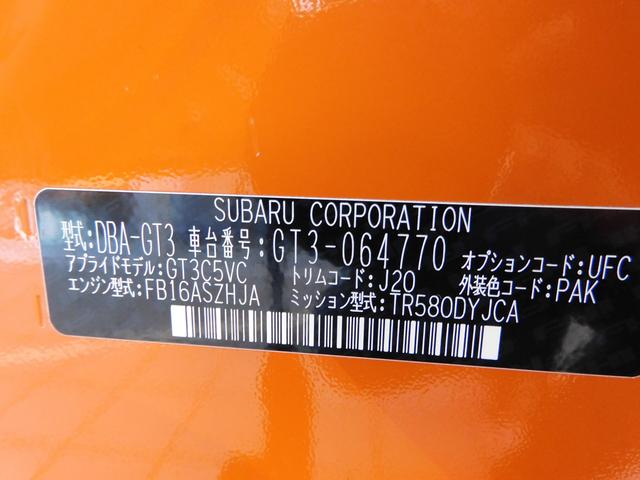 SUBARU CORPORATION
型式:DBA-GT3 車台番号:GT3-064770 オプションコード:UFC
アプライドモデル:GT3C5VC トリムコード:J20 外装色コード:PAK
エンジン型式:FB16ASZHJA ミッション型式:TR580DYJCA